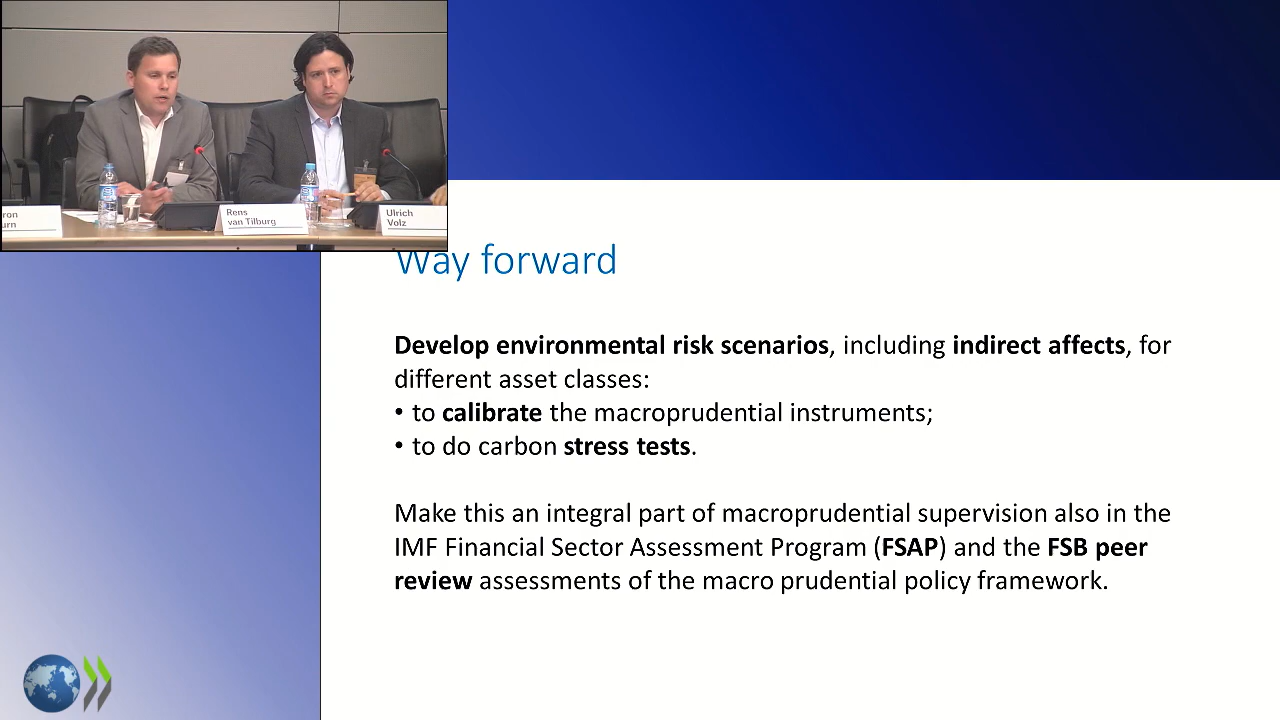 Rens
van Tilburg
Ulrich
Volz
Way forward
Develop environmental risk scenarios, including indirect affects, for
different asset classes:
• to calibrate the macroprudential instruments;
• to do carbon stress tests.
Make this an integral part of macroprudential supervision also in the
IMF Financial Sector Assessment Program (FSAP) and the FSB peer
review assessments of the macro prudential policy framework.